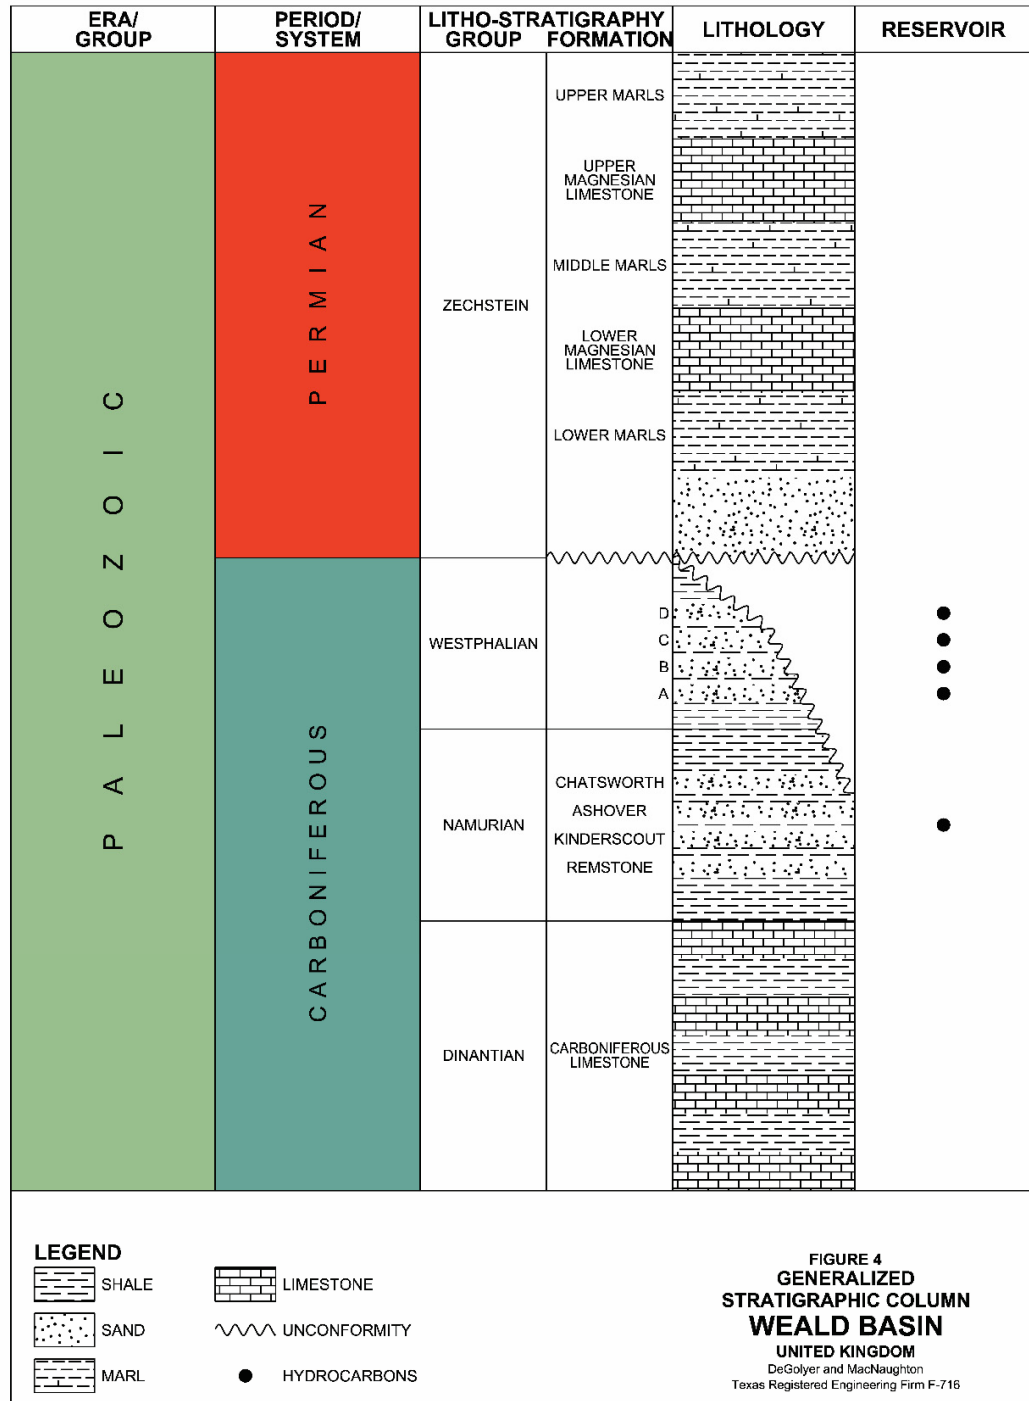 ERA/
GROUP
PERIOD/
SYSTEM
LITHO-STRATIGRAPHY
GROUP FORMATION
LITHOLOGY
RESERVOIR
PALEOZOIC
PERMIAN
CARBONIFEROUS
ZECHSTEIN
UPPER MARLS
UPPER
MAGNESIAN
LIMESTONE
MIDDLE MARLS
LOWER
MAGNESIAN
LIMESTONE
LOWER MARLS
WESTPHALIAN
D
C
B
A
NAMURIAN
CHATSWORTH
ASHOVER
KINDERSCOUT
REMSTONE
DINANTIAN
CARBONIFEROUS
LIMESTONE
LEGEND
SHALE
SAND
MARL
LIMESTONE
UNCONFORMITY
HYDROCARBONS
FIGURE 4
GENERALIZED
STRATIGRAPHIC COLUMN
WEALD BASIN
UNITED KINGDOM
DeGolyer and MacNaughton
Texas Registered Engineering Firm F-716